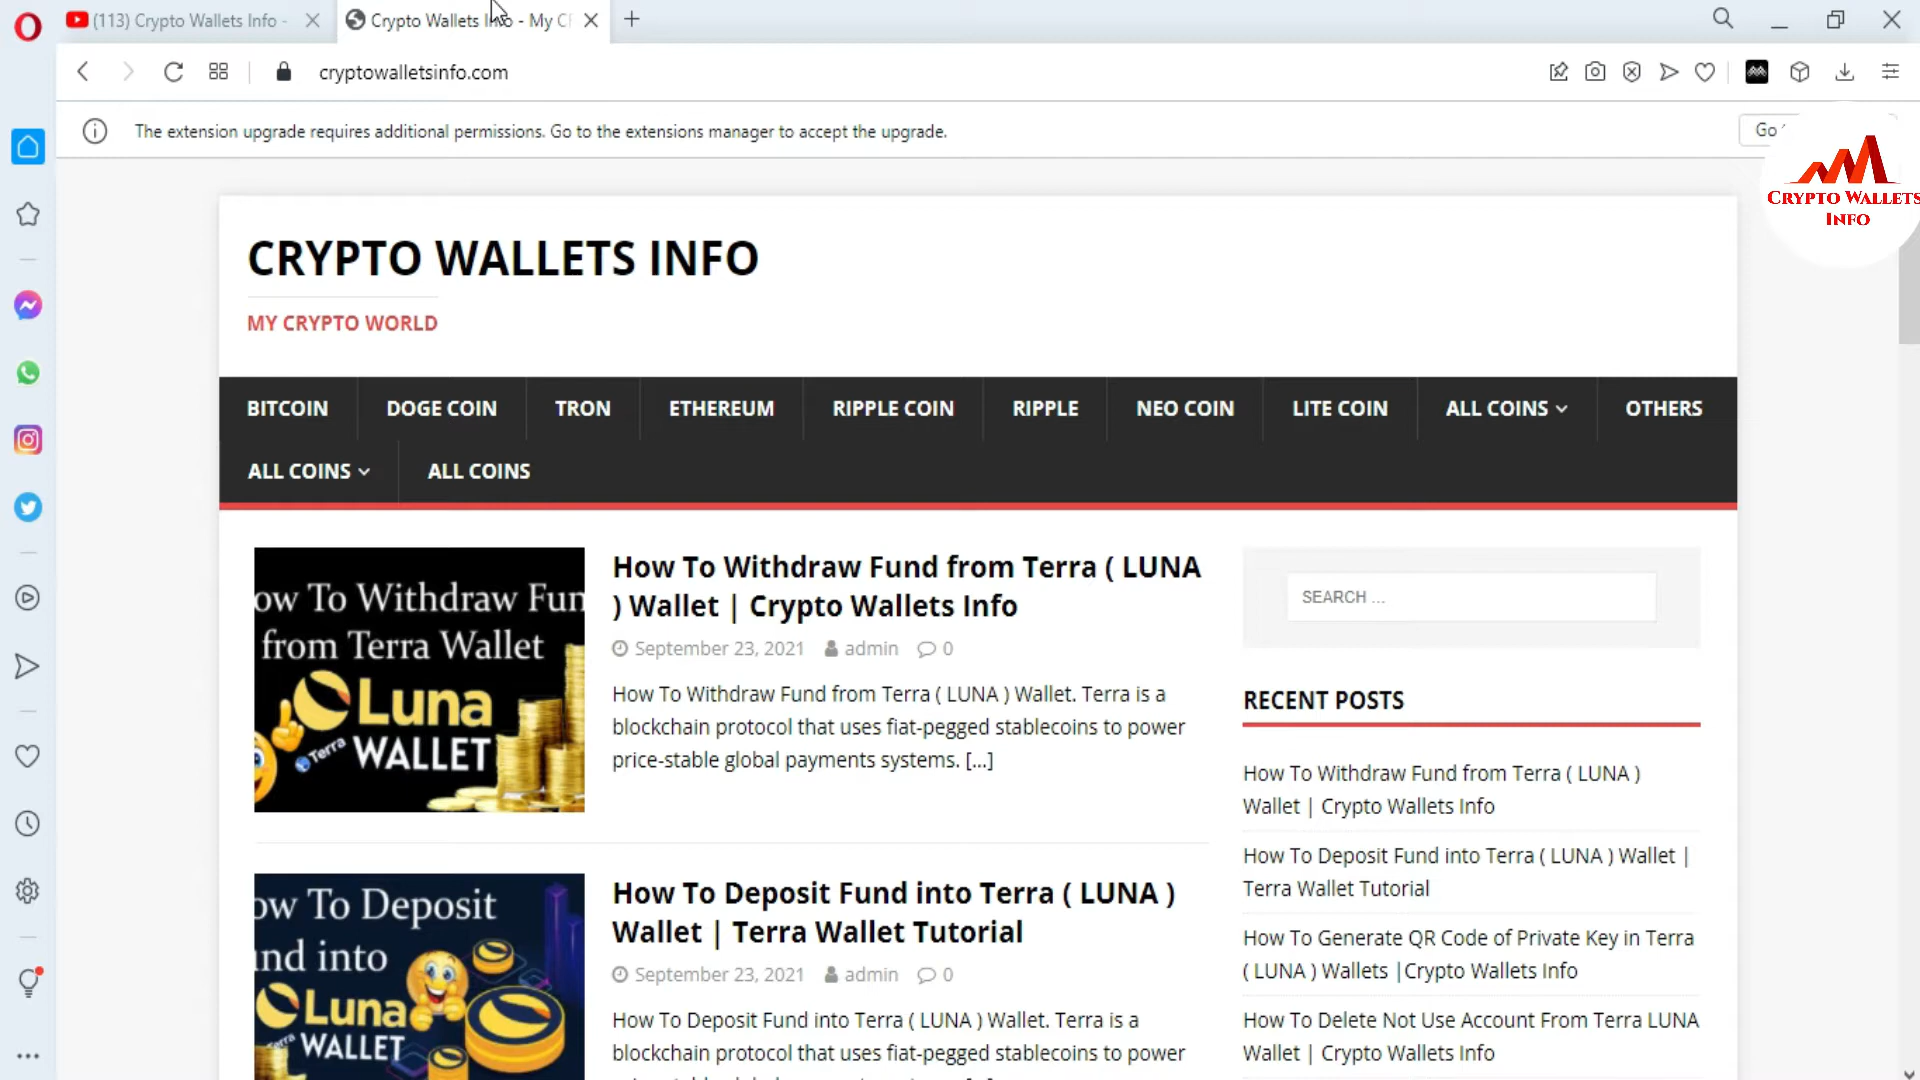 (113) Crypto Wallets Info -
Crypto Wallets Info - My C
cryptowalletsinfo.com
The extension upgrade requires additional permissions. Go to the extensions manager to accept the upgrade.
Go
CRYPTO WALLETS
INFO
CRYPTO WALLETS INFO
MY CRYPTO WORLD
BITCOIN DOGE COIN TRON ETHEREUM RIPPLE COIN RIPPLE NEO COIN LITE COIN ALL COINS OTHERS
ALL COINS ALL COINS
ow To Withdraw Fun
from Terra Wallet
Luna
Terra
WALLET
How To Withdraw Fund from Terra ( LUNA
) Wallet | Crypto Wallets Info
September 23, 2021 admin 0
How To Withdraw Fund from Terra ( LUNA ) Wallet. Terra is a
blockchain protocol that uses fiat-pegged stablecoins to power
price-stable global payments systems. [...]
ow To Deposit
und into
Luna
Terra
WALLET
How To Deposit Fund into Terra ( LUNA )
Wallet | Terra Wallet Tutorial
September 23, 2021 admin 0
How To Deposit Fund into Terra ( LUNA ) Wallet. Terra is a
blockchain protocol that uses fiat-pegged stablecoins to power
SEARCH ...
RECENT POSTS
How To Withdraw Fund from Terra ( LUNA )
Wallet | Crypto Wallets Info
How To Deposit Fund into Terra ( LUNA ) Wallet |
Terra Wallet Tutorial
How To Generate QR Code of Private Key in Terra
( LUNA ) Wallets |Crypto Wallets Info
How To Delete Not Use Account From Terra LUNA
Wallet | Crypto Wallets Info